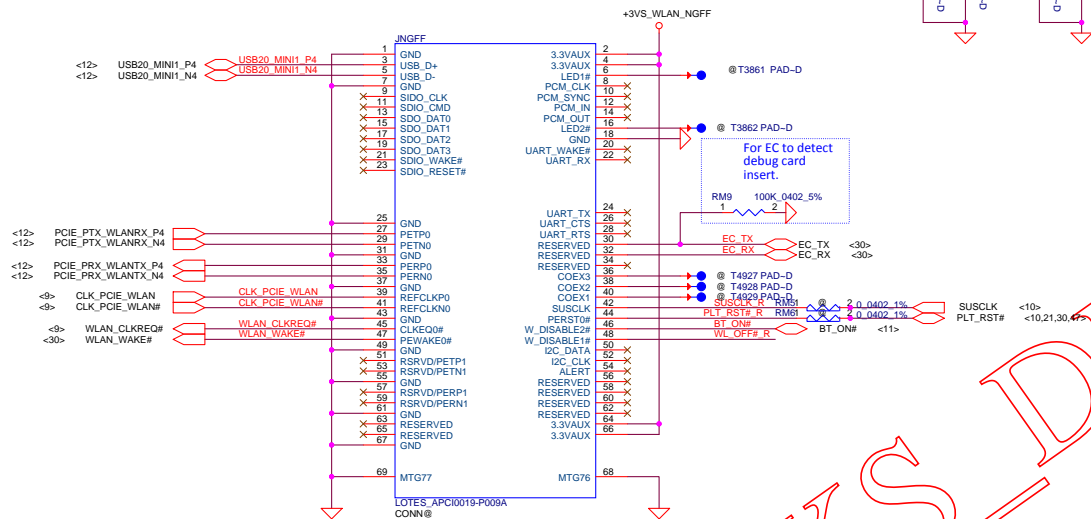 +3VS_WLAN_NGFF
D
D
D
D
JNGFF
<12> USB20_MINI1_P4 USB20_MINI1_P4 3 USB_D+
<12> USB20_MINI1_N4 USB20_MINI1_N4 5 USB_D-
1 GND
7 GND
9 SIDO_CLK
11 SDIO_CMD
13 SDO_DAT0
15 SDO_DAT1
17 SDO_DAT2
19 SDO_DAT3
21 SDIO_WAKE#
23 SDIO_RESET#
25 GND
<12> PCIE_PTX_WLANRX_P4 27 PETP0
<12> PCIE_PTX_WLANRX_N4 29 PETN0
31 GND
<12> PCIE_PRX_WLANTX_P4 33 PERP0
<12> PCIE_PRX_WLANTX_N4 35 PERN0
37 GND
<9> CLK_PCIE_WLAN CLK_PCIE_WLAN 39 REFCLKP0
<9> CLK_PCIE_WLAN# CLK_PCIE_WLAN# 41 REFCLKN0
43 GND
<9> WLAN_CLKREQ# WLAN_CLKREQ# 45 CLKEQ0#
<30> WLAN_WAKE# WLAN_WAKE# 47 PEWAKE0#
49 GND
51 RSRVD/PETP1
53 RSRVD/PETN1
55 GND
57 RSRVD/PERP1
59 RSRVD/PERN1
61 GND
63 RESERVED
65 RESERVED
67 GND
69 MTG77
3.3VAUX 2
3.3VAUX 4
LED1# 6 @T3861 PAD~D
PCM_CLK 8
PCM_SYNC 10
PCM_IN 12
PCM_OUT 14
LED2# 16 @ T3862 PAD~D
GND 18
UART_WAKE# 20
UART_RX 22
For EC to detect
debug card
insert.
RM9 100K_0402_5%
1 2
UART_TX 24
UART_CTS 26
UART_RTS 28
RESERVED 30 EC_TX EC_TX <30>
RESERVED 32 EC_RX EC_RX <30>
RESERVED 34
COEX3 36 @ T4927 PAD~D
COEX2 38 @ T4928 PAD~D
COEX1 40 @ T4929 PAD~D
SUSCLK 42 SUSCLK_R RM51 @ 2 0_0402_1% SUSCLK <10>
PERST0# 44 PLT_RST#_R RM61 @ 2 0_0402_1% PLT_RST# <10,21,30,47>
W_DISABLE2# 46 BT_ON# BT_ON# <11>
W_DISABLE1# 48 WL_OFF#_R
I2C_DATA 50
I2C_CLK 52
ALERT 54
RESERVED 56
RESERVED 58
RESERVED 60
RESERVED 62
3.3VAUX 64
3.3VAUX 66
MTG76 68
LOTES_APCI0019-P009A
CONN@